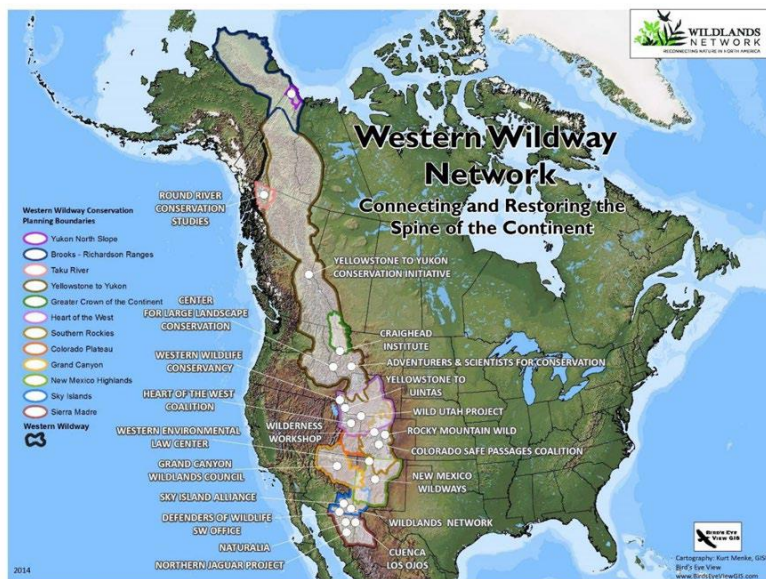 WILDLANDS
NETWORK
RECONNECTING NATURE IN NORTH AMERICA
Western Wildway
Network
Connecting and Restoring the
Spine of the Continent
ROUND RIVER
CONSERVATION
STUDIES
Western Wildway Conservation
Planning Boundaries
Yukon North Slope
Brooks - Richardson Ranges
Taku River
Yellowstone to Yukon
Greater Crown of the Continent
Heart of the West
Southern Rockies
Colorado Plateau
Grand Canyon
New Mexico Highlands
Sky Islands
Sierra Madre
Western Wildway
YELLOWSTONE TO YUKON
CONSERVATION INITIATIVE
CENTER
FOR LARGE LANDSCAPE
CONSERVATION
CRAIGHEAD
INSTITUTE
WESTERN WILDLIFE
CONSERVANCY
ADVENTURERS & SCIENTISTS FOR CONSERVATION
YELLOWSTONE TO
UINTAS
HEART OF THE WEST
COALITION
WILD UTAH PROJECT
WILDERNESS
WORKSHOP
ROCKY MOUNTAIN WILD
WESTERN ENVIRONMENTAL
LAW CENTER
COLORADO SAFE PASSAGES COALITION
GRAND CANYON
WILDLANDS COUNCIL
NEW MEXICO
WILDWAYS
SKY ISLAND ALLIANCE
DEFENDERS OF WILDLIFE
SW OFFICE
WILDLANDS NETWORK
NATURALIA
NORTHERN JAGUAR PROJECT
CUENCA
LOS OJOS
2014
Bird's Eye
View GIS
Cartography: Kurt Menke, GISP
Bird's Eye View
www.BirdsEyeViewGIS.com